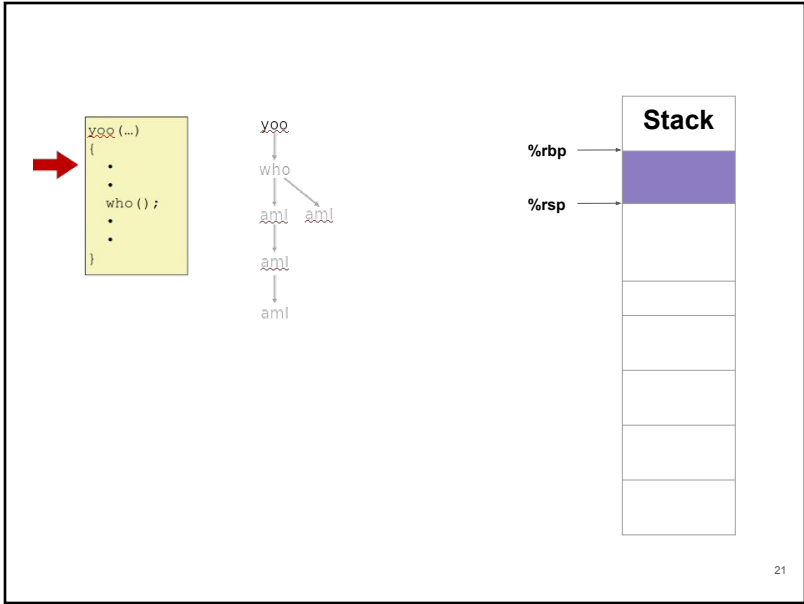 yoo(…)
{
•
•
who();
•
•
}
yoo
who
amI amI
amI
amI
Stack
%rbp
%rsp
21